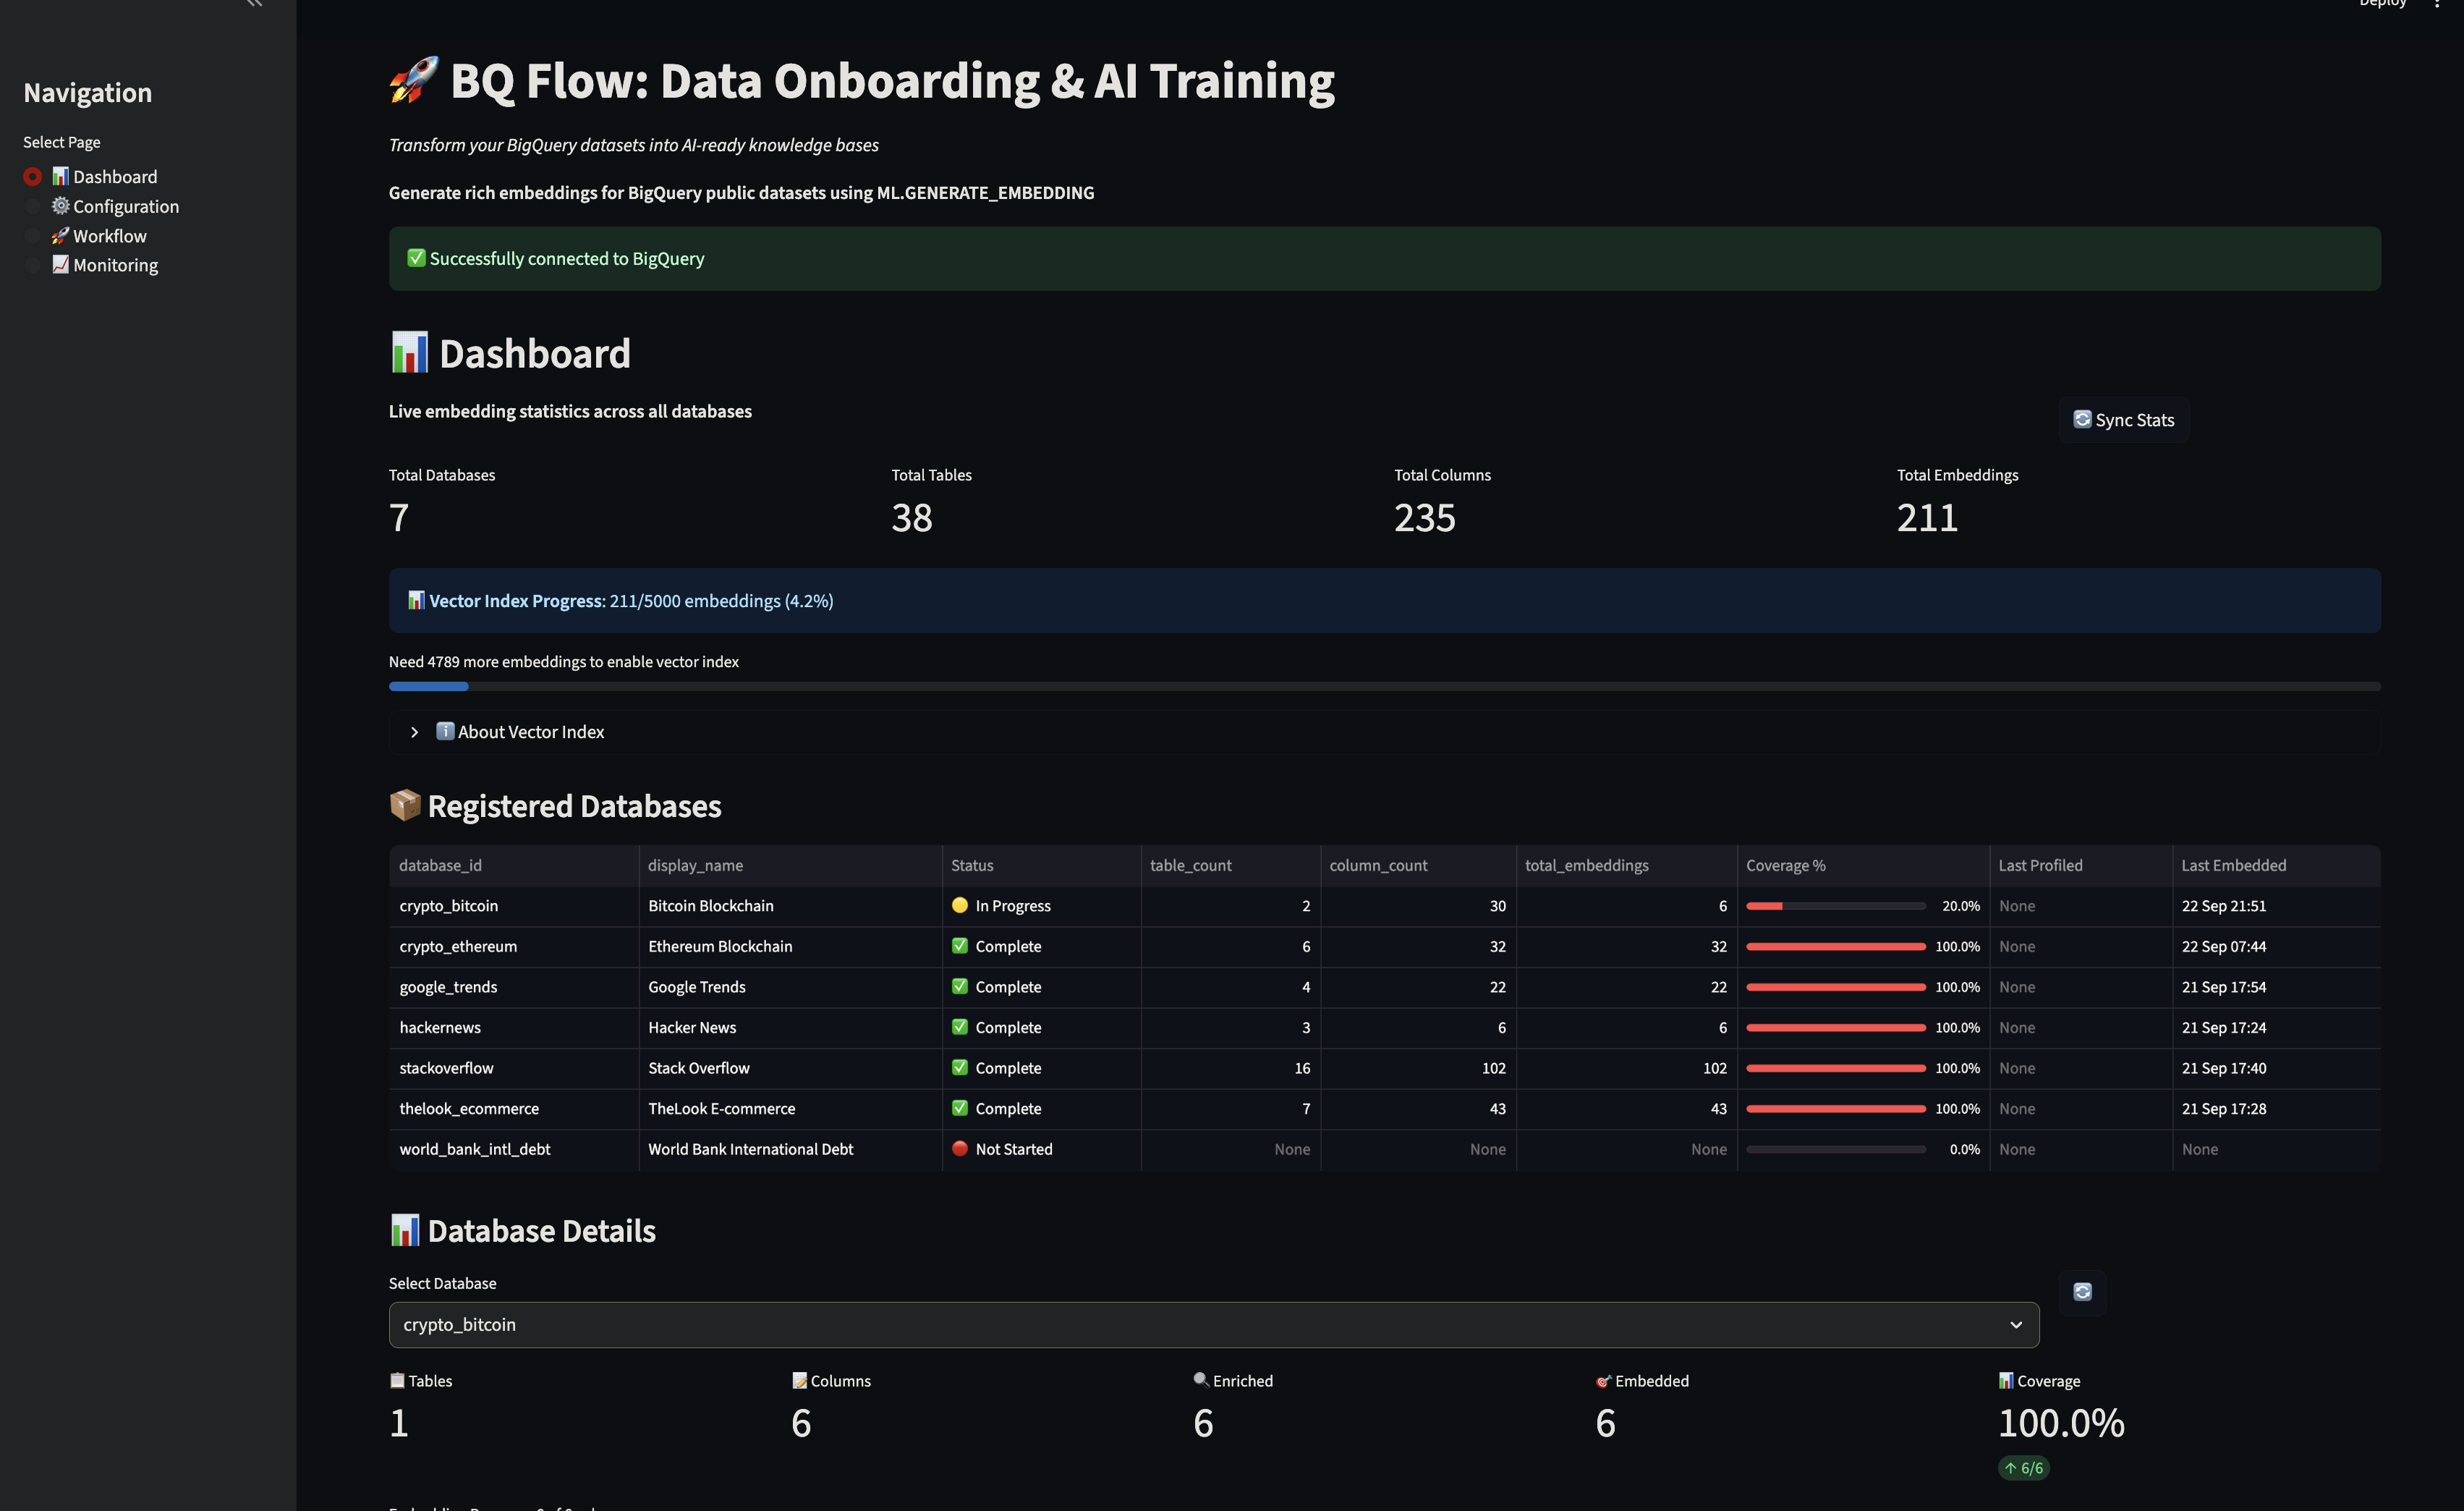 Deploy
Navigation
Select Page
Dashboard
Configuration
Workflow
Monitoring
BQ Flow: Data Onboarding & AI Training
Transform your BigQuery datasets into AI-ready knowledge bases
Generate rich embeddings for BigQuery public datasets using ML.GENERATE_EMBEDDING
Successfully connected to BigQuery
Dashboard
Live embedding statistics across all databases
Sync Stats
Total Databases Total Tables Total Columns Total Embeddings
7 38 235 211
Vector Index Progress: 211/5000 embeddings (4.2%)
Need 4789 more embeddings to enable vector index
About Vector Index
Registered Databases
database_id display_name Status table_count column_count total_embeddings Coverage % Last Profiled Last Embedded
crypto_bitcoin Bitcoin Blockchain In Progress 2 30 6 20.0% None 22 Sep 21:51
crypto_ethereum Ethereum Blockchain Complete 6 32 32 100.0% None 22 Sep 07:44
google_trends Google Trends Complete 4 22 22 100.0% None 21 Sep 17:54
hackernews Hacker News Complete 3 6 6 100.0% None 21 Sep 17:24
stackoverflow Stack Overflow Complete 16 102 102 100.0% None 21 Sep 17:40
thelook_ecommerce TheLook E-commerce Complete 7 43 43 100.0% None 21 Sep 17:28
world_bank_intl_debt World Bank International Debt Not Started None None None 0.0% None None
Database Details
Select Database
crypto_bitcoin
Tables Columns Enriched Embedded Coverage
1 6 6 6 100.0%
↑ 6/6